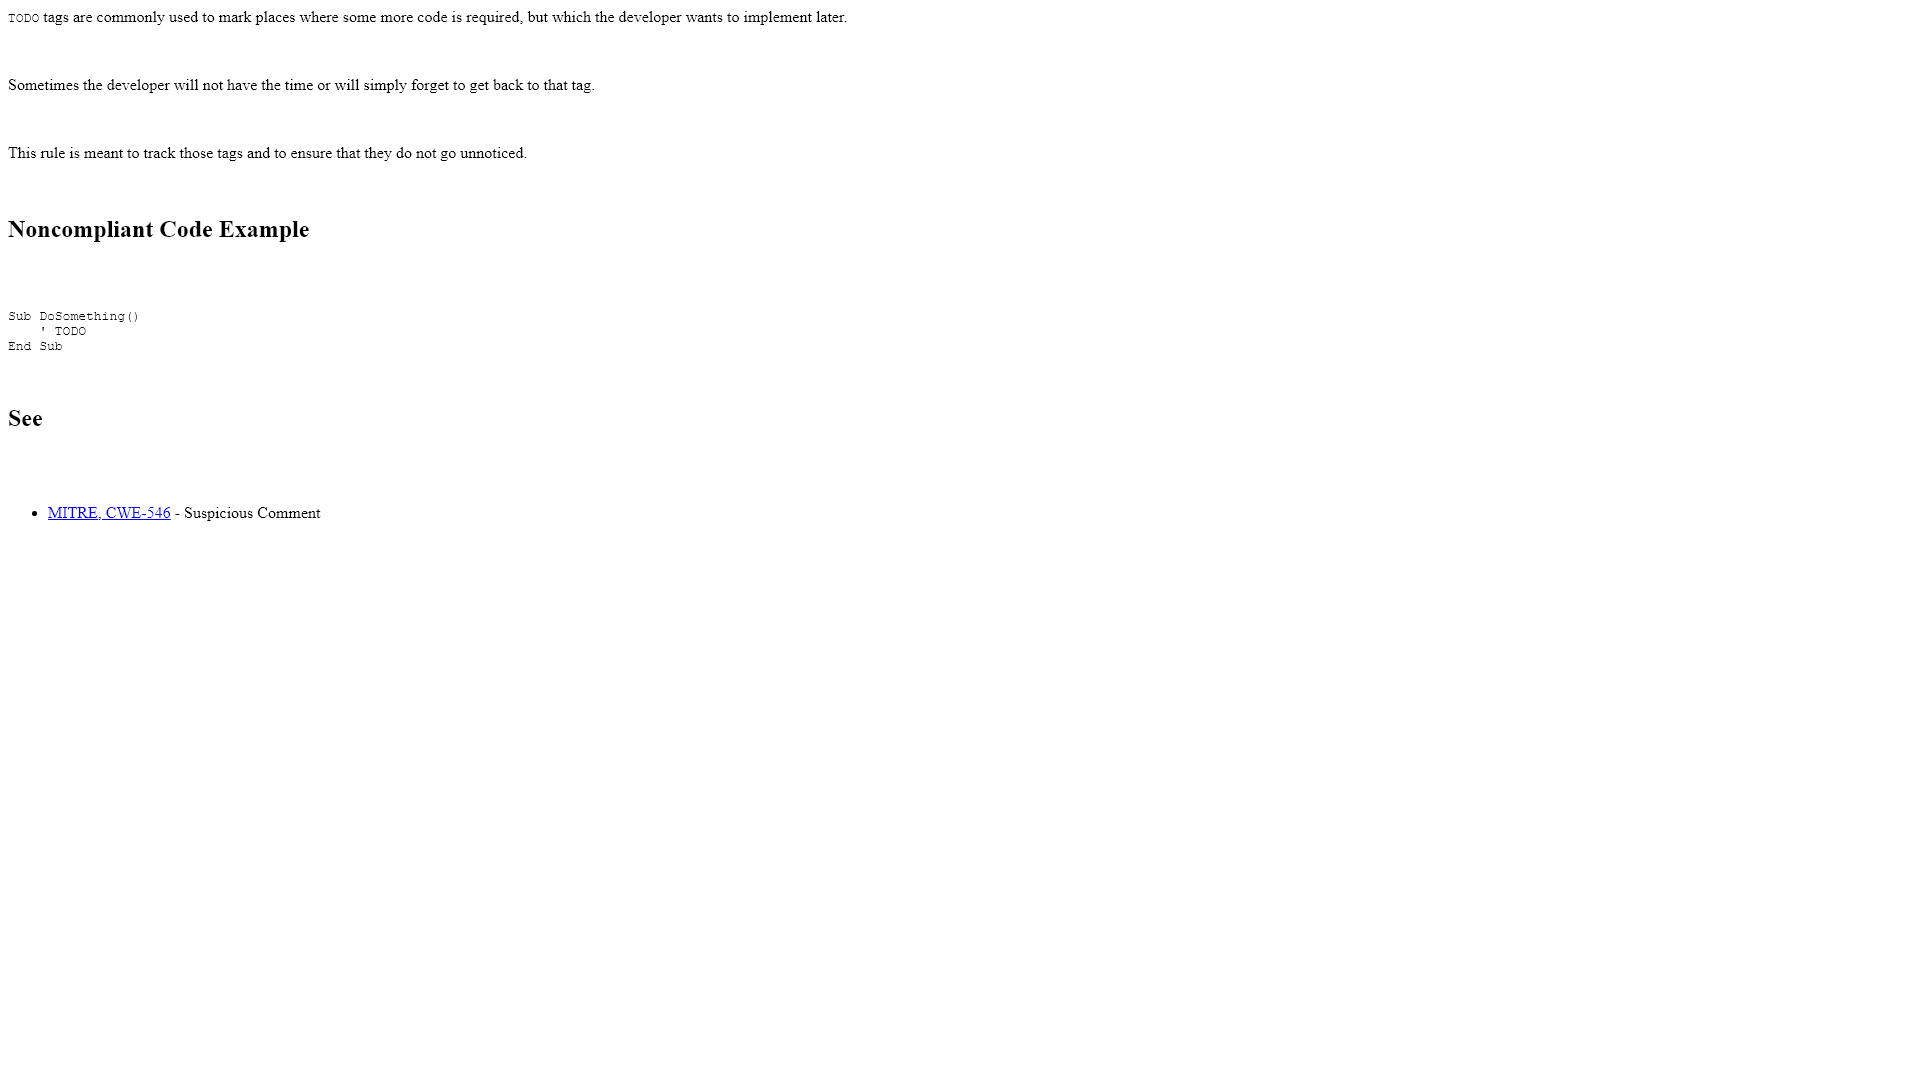 TODO tags are commonly used to mark places where some more code is required, but which the developer wants to implement later.
Sometimes the developer will not have the time or will simply forget to get back to that tag.
This rule is meant to track those tags and to ensure that they do not go unnoticed.
Noncompliant Code Example
Sub DoSomething()
    ' TODO
End Sub
See
• MITRE, CWE-546 - Suspicious Comment